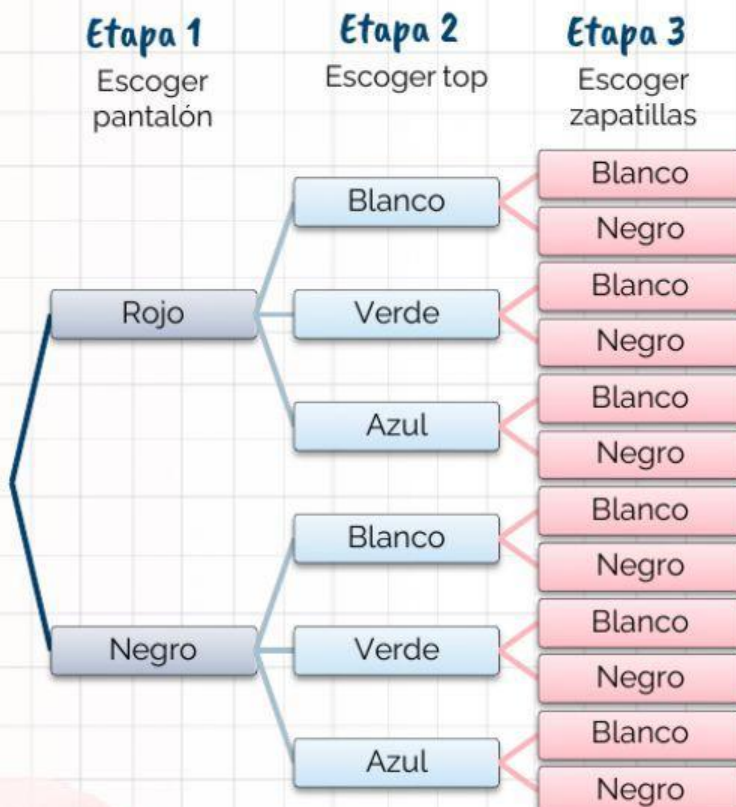 Etapa 1
Escoger
pantalón
Etapa 2
Escoger top
Etapa 3
Escoger
zapatillas
Rojo
Blanco
Blanco
Negro
Verde
Blanco
Negro
Azul
Blanco
Negro
Negro
Blanco
Blanco
Negro
Verde
Blanco
Negro
Azul
Blanco
Negro